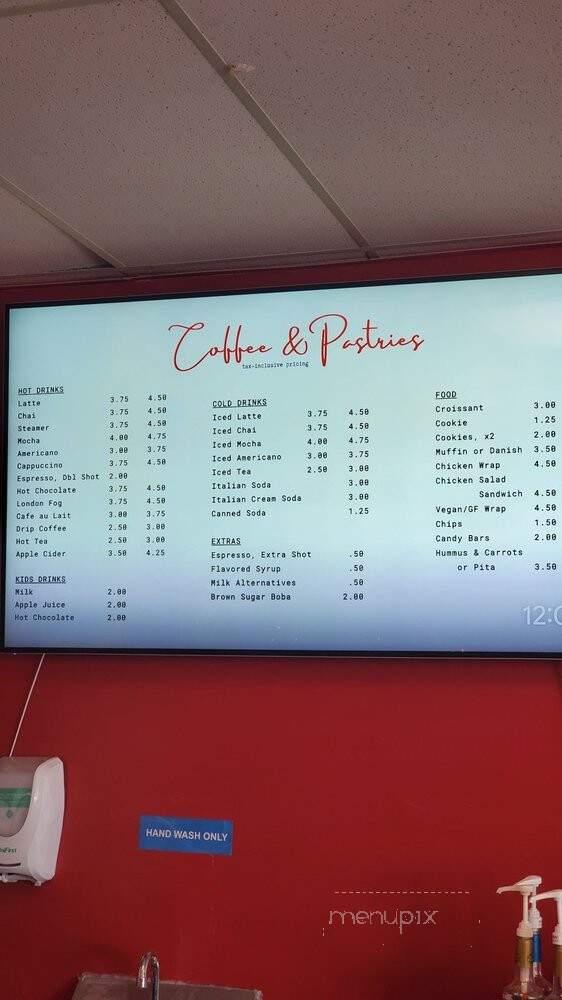 Coffee & Pastries
tax-inclusive pricing
HOT DRINKS
Latte 3.75 4.50
Chai 3.75 4.50
Steamer 3.75 4.50
Mocha 4.00 4.75
Americano 3.00 3.75
Cappuccino 3.75 4.50
Espresso, Dbl Shot 2.00
Hot Chocolate 3.75 4.50
London Fog 3.75 4.50
Cafe au Lait 3.00 3.75
Drip Coffee 2.50 3.00
Hot Tea 2.50 3.00
Apple Cider 3.50 4.25
KIDS DRINKS
Milk 2.00
Apple Juice 2.00
Hot Chocolate 2.00
COLD DRINKS
Iced Latte 3.75 4.50
Iced Chai 3.75 4.50
Iced Mocha 4.00 4.75
Iced Americano 3.00 3.75
Iced Tea 2.50 3.00
Italian Soda 3.00
Italian Cream Soda 3.00
Canned Soda 1.25
EXTRAS
Espresso, Extra Shot .50
Flavored Syrup .50
Milk Alternatives .50
Brown Sugar Boba 2.00
FOOD
Croissant 3.00
Cookie 1.25
Cookies, x2 2.00
Muffin or Danish 3.50
Chicken Wrap 4.50
Chicken Salad
Sandwich 4.50
Vegan/GF Wrap 4.50
Chips 1.50
Candy Bars 2.00
Hummus & Carrots
or Pita 3.50
HAND WASH ONLY
menupix